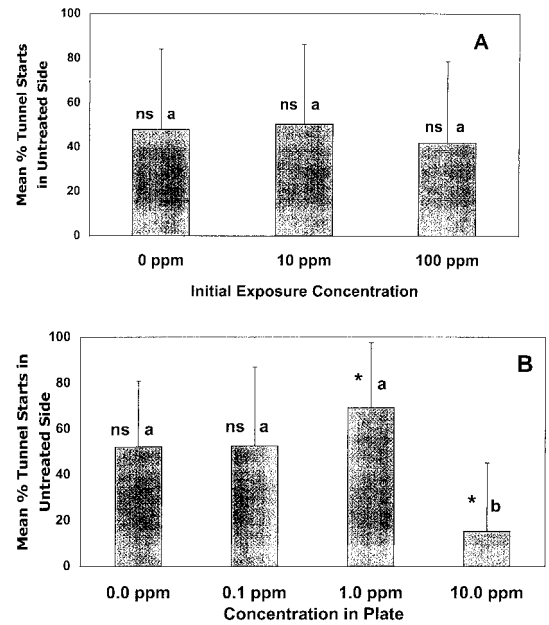 A
Mean % Tunnel Starts
in Untreated Side
100
80
60
40
20
0
ns a
ns a
ns a
0 ppm 10 ppm 100 ppm
Initial Exposure Concentration
B
Mean % Tunnel Starts in
Untreated Side
100
80
60
40
20
0
ns a
ns a
* a
* b
0.0 ppm 0.1 ppm 1.0 ppm 10.0 ppm
Concentration in Plate